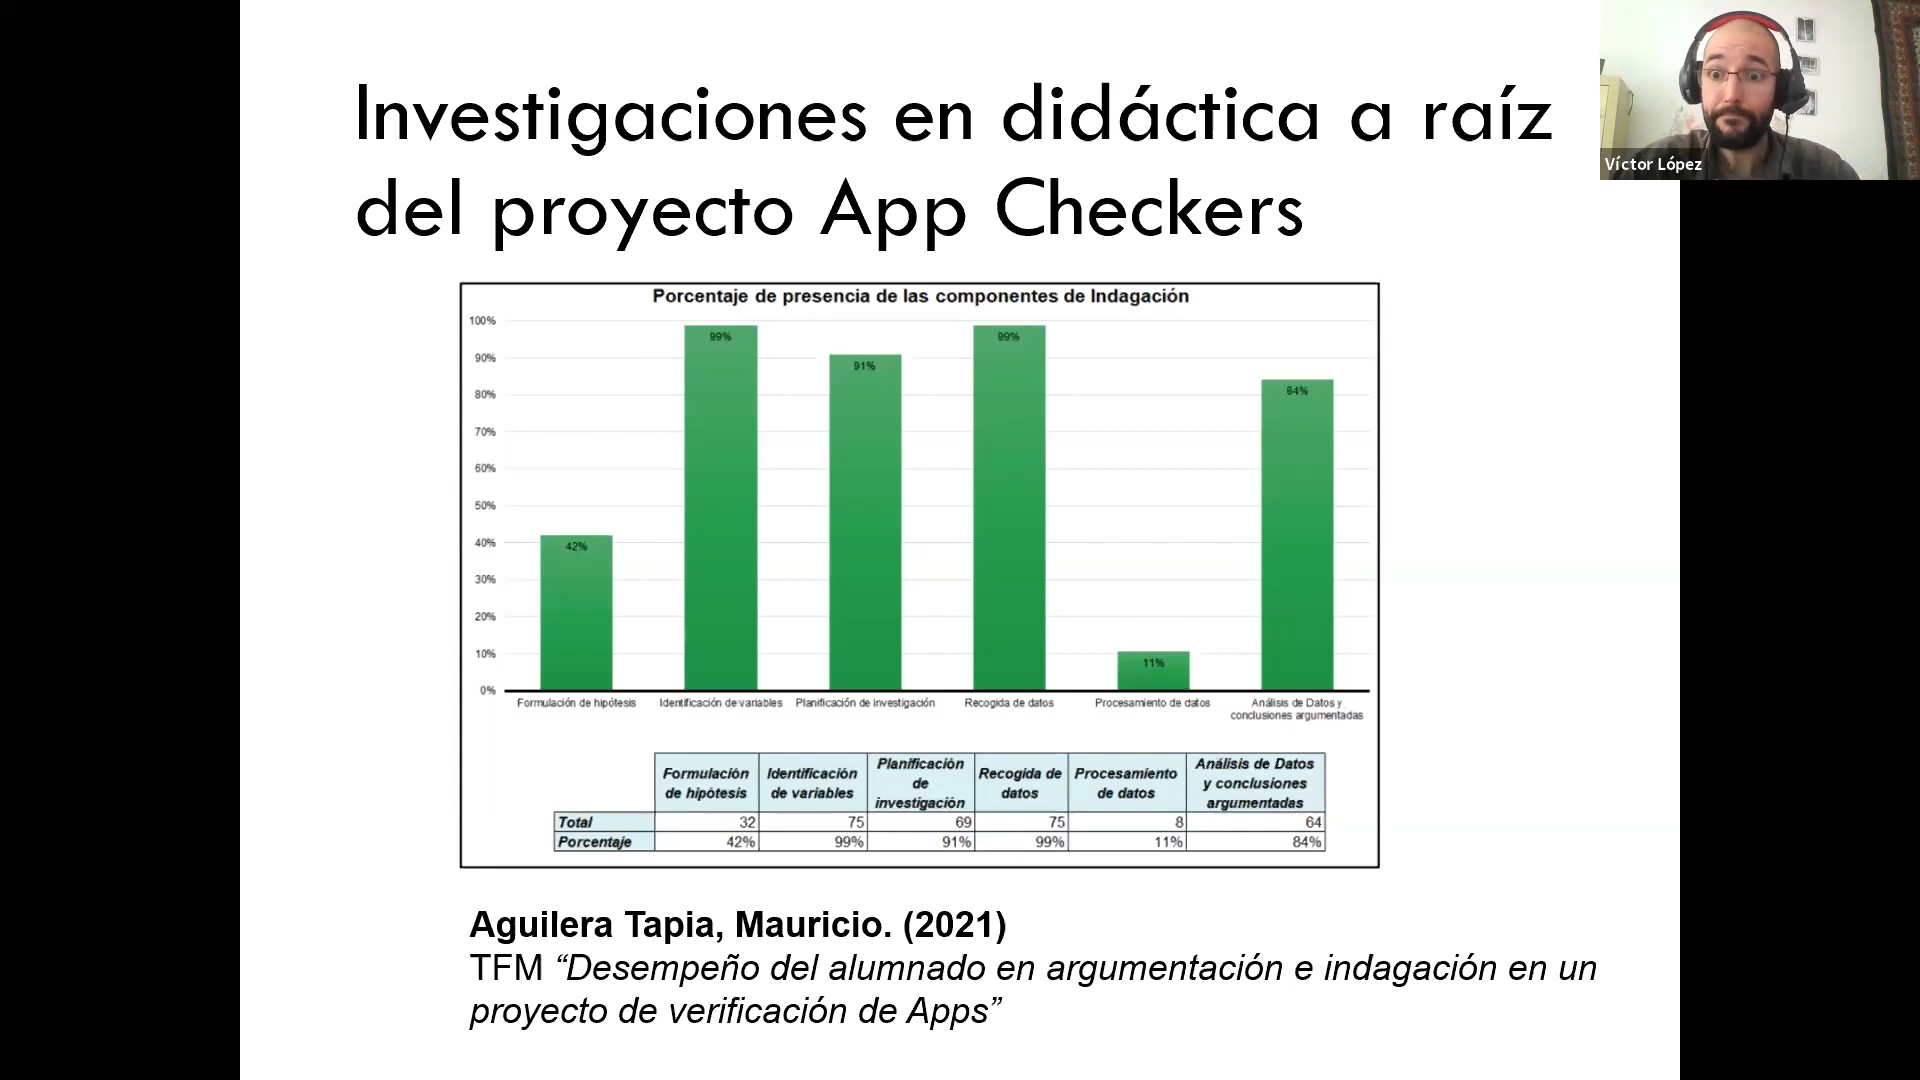 Investigaciones en didáctica a raíz
del proyecto App Checkers
Víctor López
Porcentaje de presencia de las componentes de Indagación
100%
90%
80%
70%
60%
50%
40%
30%
20%
10%
0%
42%
99%
91%
99%
11%
84%
Formulación de hipótesis
Identificación de variables
Planificación de investigación
Recogida de datos
Procesamiento de datos
Análisis de Datos y
conclusiones argumentadas
Formulación de hipótesis
Identificación de variables
Planificación de investigación
Recogida de datos
Procesamiento de datos
Análisis de Datos y conclusiones argumentadas
Total 32 75 69 75 8 64
Porcentaje 42% 99% 91% 99% 11% 84%
Aguilera Tapia, Mauricio. (2021)
TFM “Desempeño del alumnado en argumentación e indagación en un
proyecto de verificación de Apps”